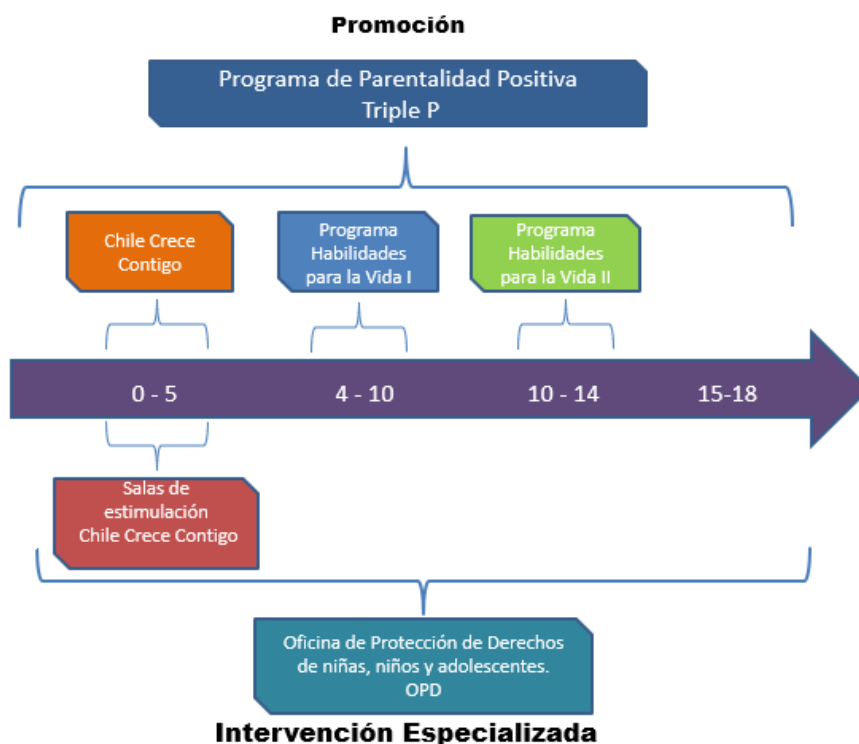 Promoción
Programa de Parentalidad Positiva
Triple P
Chile Crece
Contigo
Programa
Habilidades
para la Vida I
Programa
Habilidades
para la Vida II
0 - 5
4 - 10
10 - 14
15-18
Salas de
estimulación
Chile Crece Contigo
Oficina de Protección de Derechos
de niñas, niños y adolescentes.
OPD
Intervención Especializada